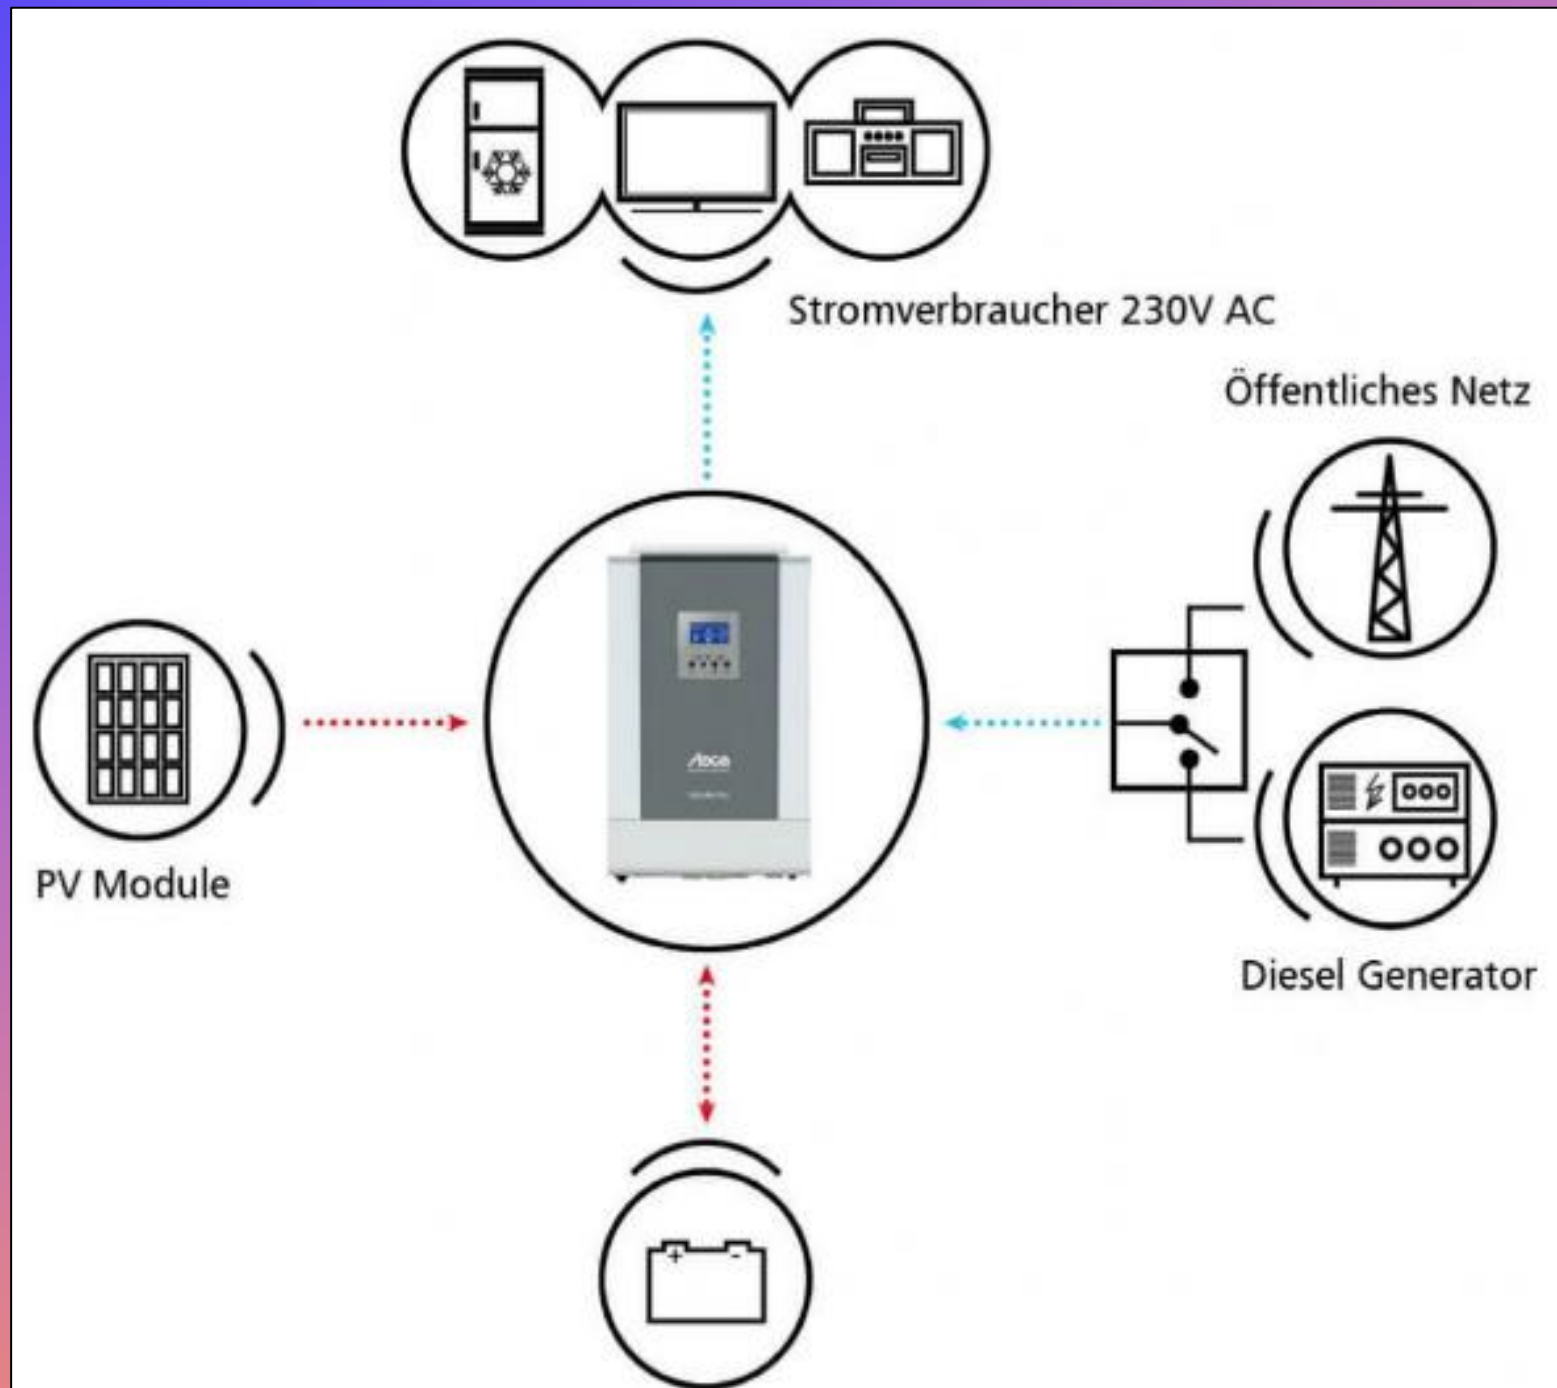 Stromverbraucher 230V AC
Öffentliches Netz
PV Module
Diesel Generator
+ -